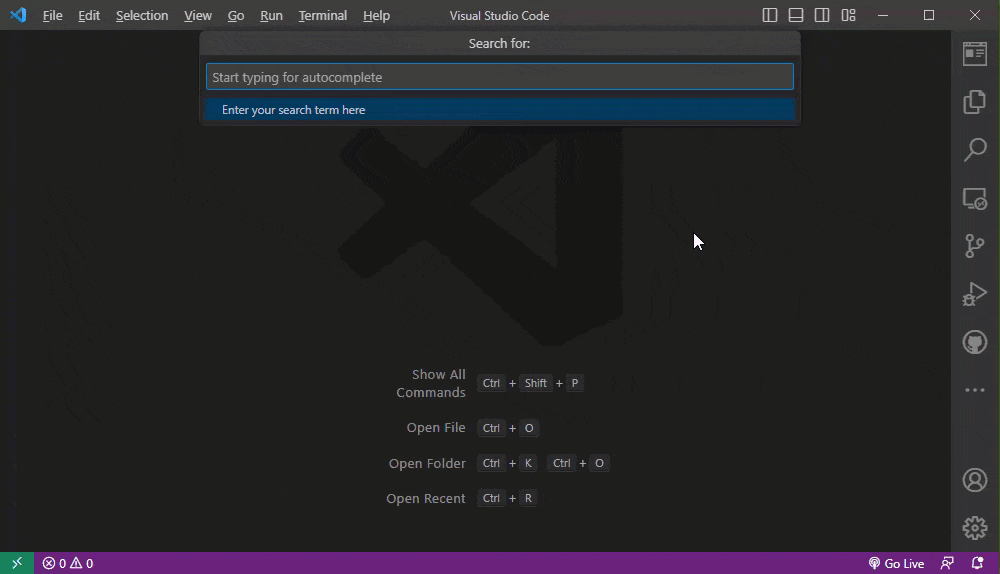 File Edit Selection View Go Run Terminal Help Visual Studio Code
Search for:
Start typing for autocomplete
Enter your search term here
Show All
Commands
Ctrl + Shift + P
Open File Ctrl + O
Open Folder Ctrl + K Ctrl + O
Open Recent Ctrl + R
0 0 Go Live